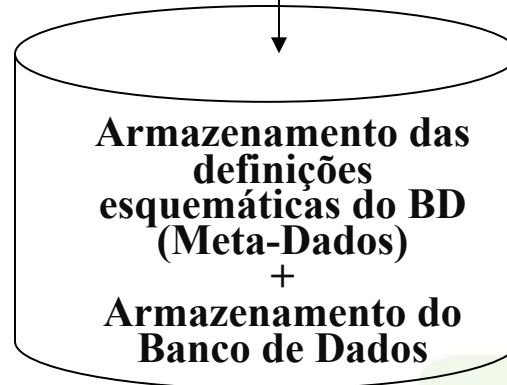 Armazenamento das
definições
esquemáticas do BD
(Meta-Dados)
+
Armazenamento do
Banco de Dados